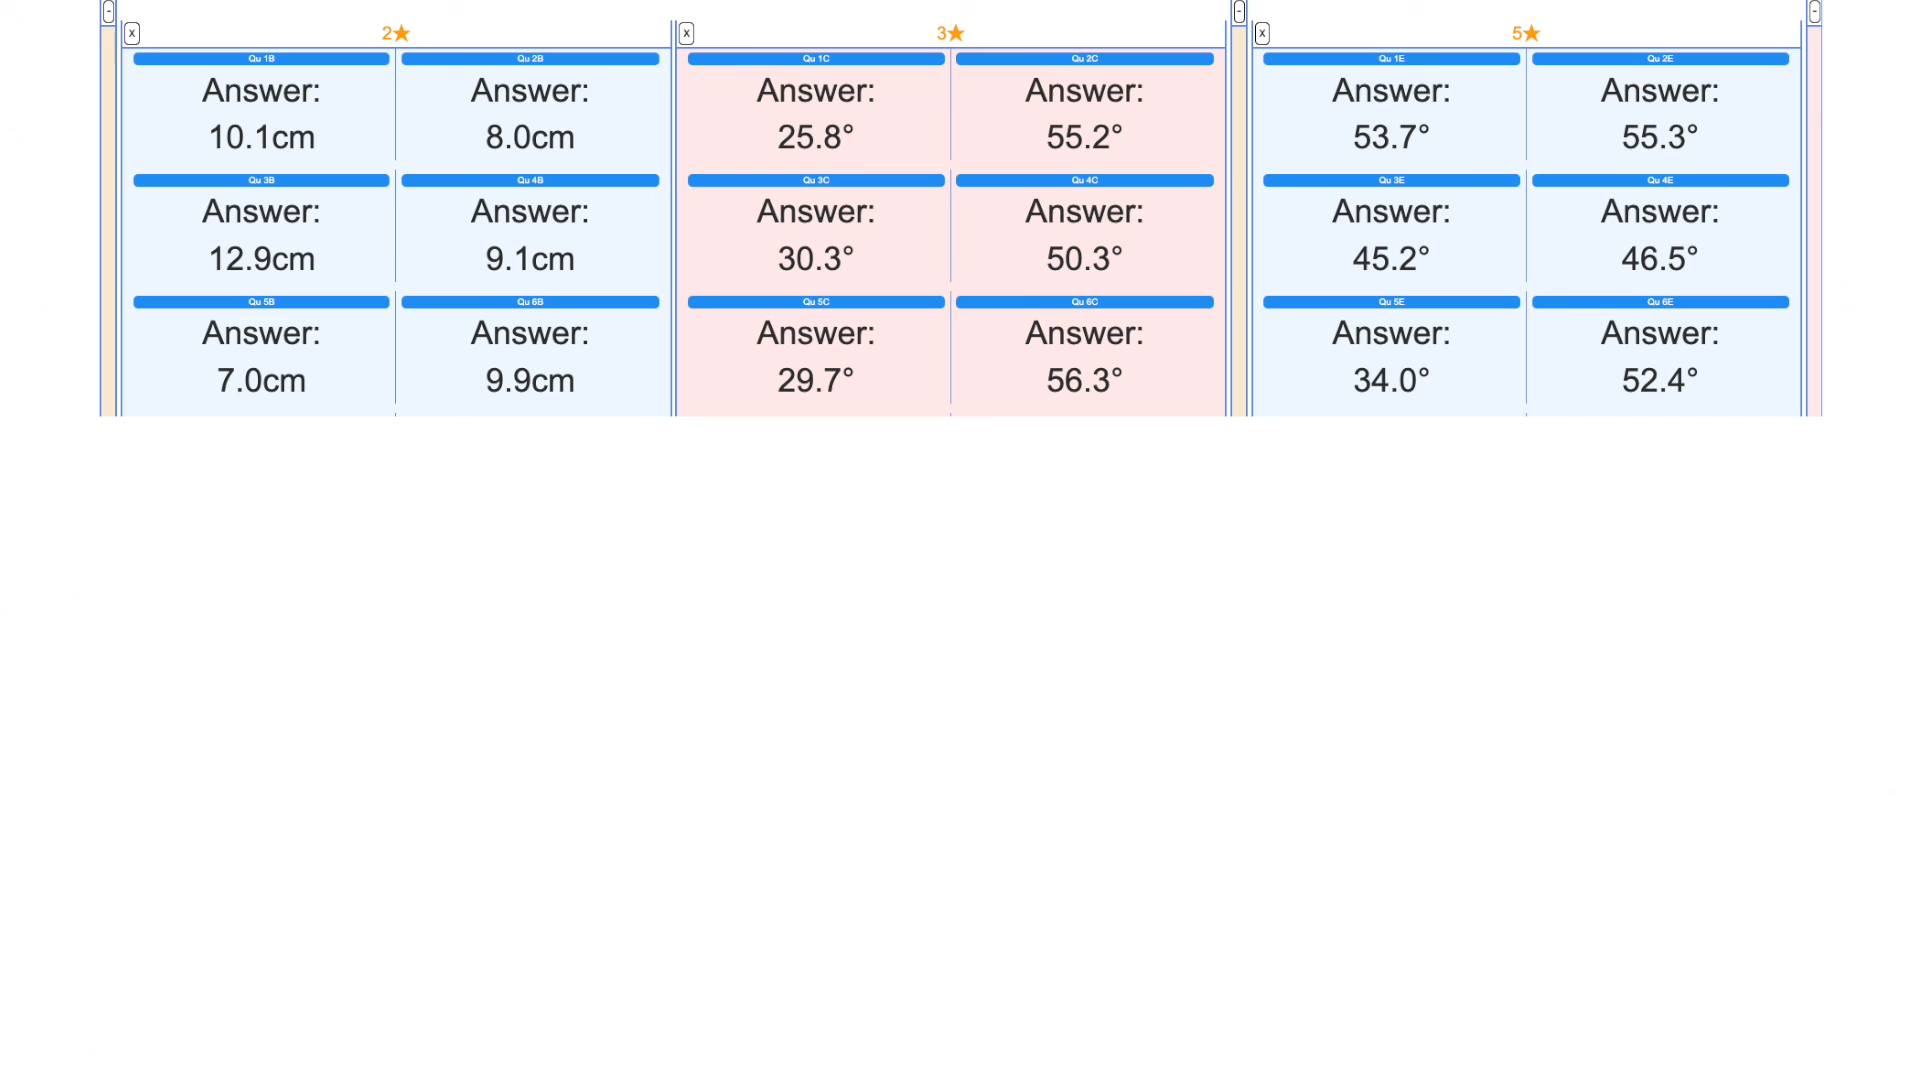 -
x
2★
Qu 1B
Answer:
10.1cm
Qu 2B
Answer:
8.0cm
Qu 3B
Answer:
12.9cm
Qu 4B
Answer:
9.1cm
Qu 5B
Answer:
7.0cm
Qu 6B
Answer:
9.9cm
x
3★
Qu 1C
Answer:
25.8°
Qu 2C
Answer:
55.2°
Qu 3C
Answer:
30.3°
Qu 4C
Answer:
50.3°
Qu 5C
Answer:
29.7°
Qu 6C
Answer:
56.3°
-
x
5★
Qu 1E
Answer:
53.7°
Qu 2E
Answer:
55.3°
Qu 3E
Answer:
45.2°
Qu 4E
Answer:
46.5°
Qu 5E
Answer:
34.0°
Qu 6E
Answer:
52.4°
-